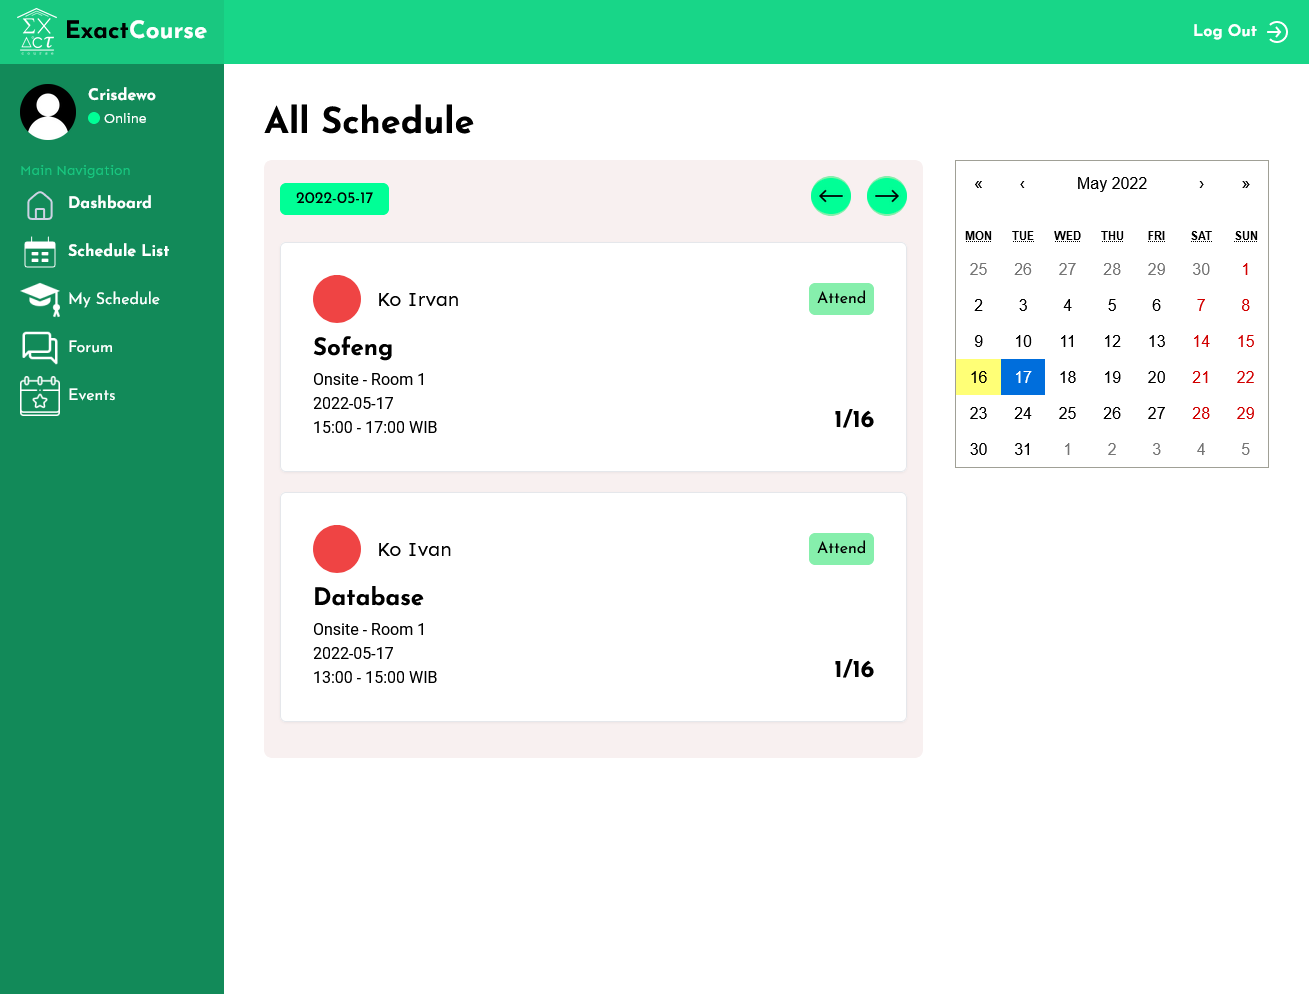 ΣX
ΔCT
COURSE
ExactCourse
Log Out
Crisdewo
Online
Main Navigation
Dashboard
Schedule List
My Schedule
Forum
Events
All Schedule
2022-05-17
Ko Irvan
Attend
Sofeng
Onsite - Room 1
2022-05-17
15:00 - 17:00 WIB
1/16
Ko Ivan
Attend
Database
Onsite - Room 1
2022-05-17
13:00 - 15:00 WIB
1/16
« ‹ May 2022 › »
MON TUE WED THU FRI SAT SUN
25 26 27 28 29 30 1
2 3 4 5 6 7 8
9 10 11 12 13 14 15
16 17 18 19 20 21 22
23 24 25 26 27 28 29
30 31 1 2 3 4 5